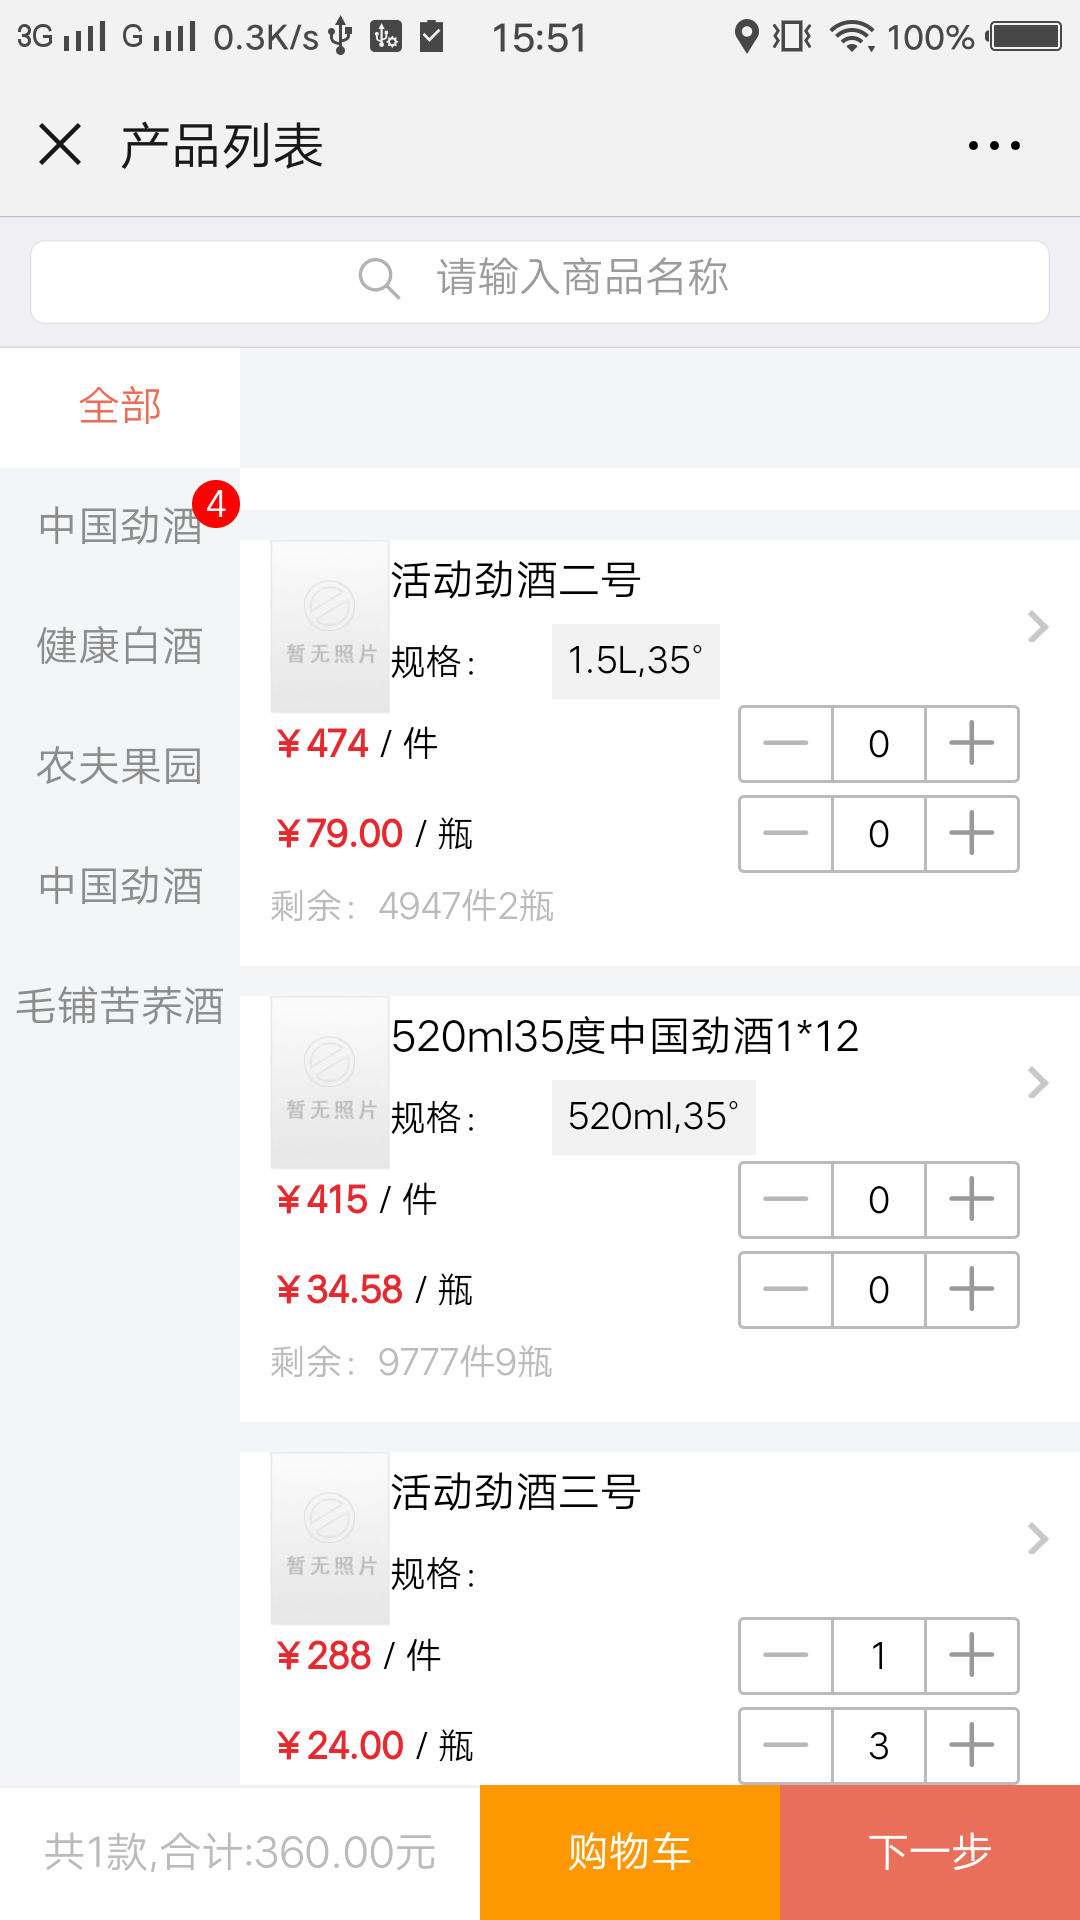 3G G 0.3K/s 15:51 100%
产品列表
请输入商品名称
全部
中国劲酒 4
健康白酒
农夫果园
中国劲酒
毛铺苦荞酒
暂无照片
活动劲酒二号
规格: 1.5L,35°
¥474 / 件 0
¥79.00 / 瓶 0
剩余: 4947件2瓶
暂无照片
520ml35度中国劲酒1*12
规格: 520ml,35°
¥415 / 件 0
¥34.58 / 瓶 0
剩余: 9777件9瓶
暂无照片
活动劲酒三号
规格:
¥288 / 件 1
¥24.00 / 瓶 3
共1款,合计:360.00元 购物车 下一步